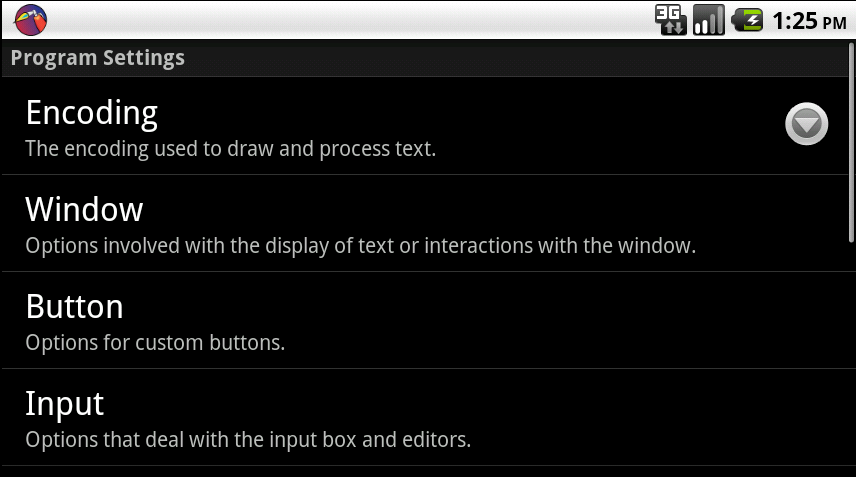 3G 1:25 PM
Program Settings
Encoding
The encoding used to draw and process text.
Window
Options involved with the display of text or interactions with the window.
Button
Options for custom buttons.
Input
Options that deal with the input box and editors.